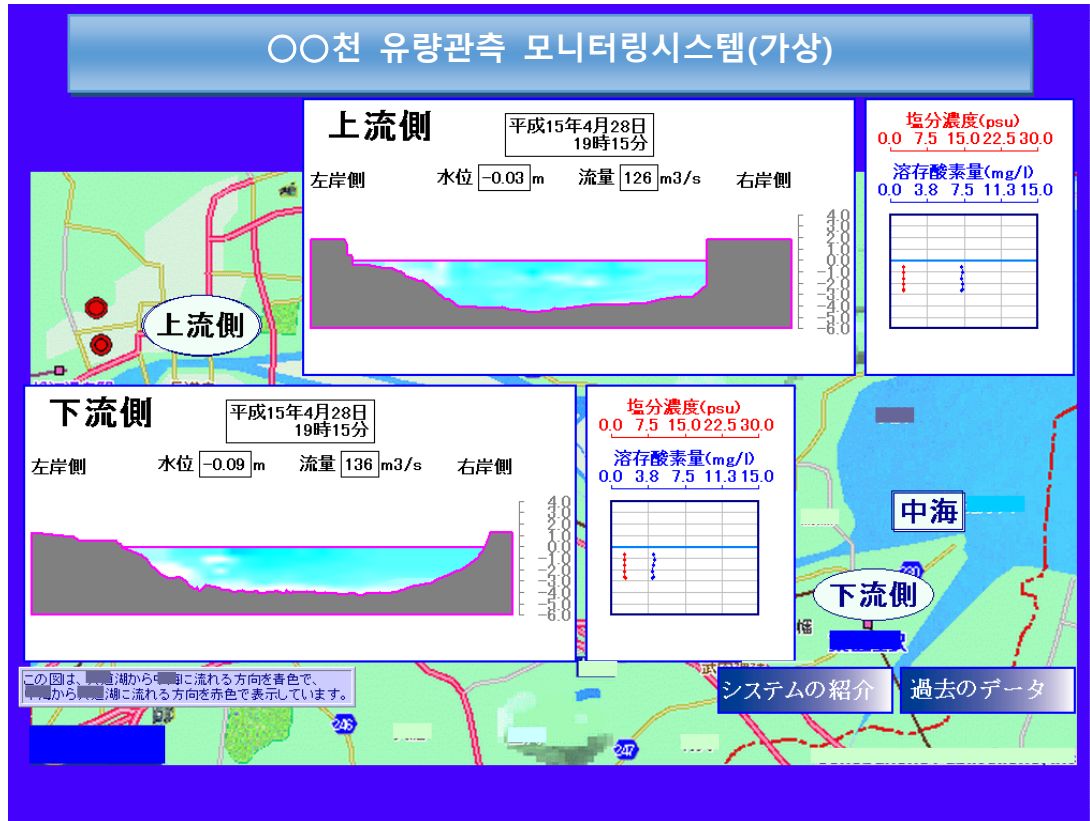 ○○천 유량관측 모니터링시스템(가상)
上流側
平成15年4月28日
19時15分
左岸側
水位 -0.03 m
流量 126 m3/s
右岸側
4.0
3.0
2.0
1.0
0.0
-1.0
-2.0
-3.0
-4.0
-5.0
-6.0
塩分濃度(psu)
0.0 7.5 15.0 22.5 30.0
溶存酸素量(mg/l)
0.0 3.8 7.5 11.3 15.0
上流側
下流側
平成15年4月28日
19時15分
左岸側
水位 -0.09 m
流量 136 m3/s
右岸側
4.0
3.0
2.0
1.0
0.0
-1.0
-2.0
-3.0
-4.0
-5.0
-6.0
塩分濃度(psu)
0.0 7.5 15.0 22.5 30.0
溶存酸素量(mg/l)
0.0 3.8 7.5 11.3 15.0
中海
下流側
この図は、道湖から中海に流れる方向を青色で、
から湖に流れる方向を赤色で表示しています。
システムの紹介
過去のデータ
246
247